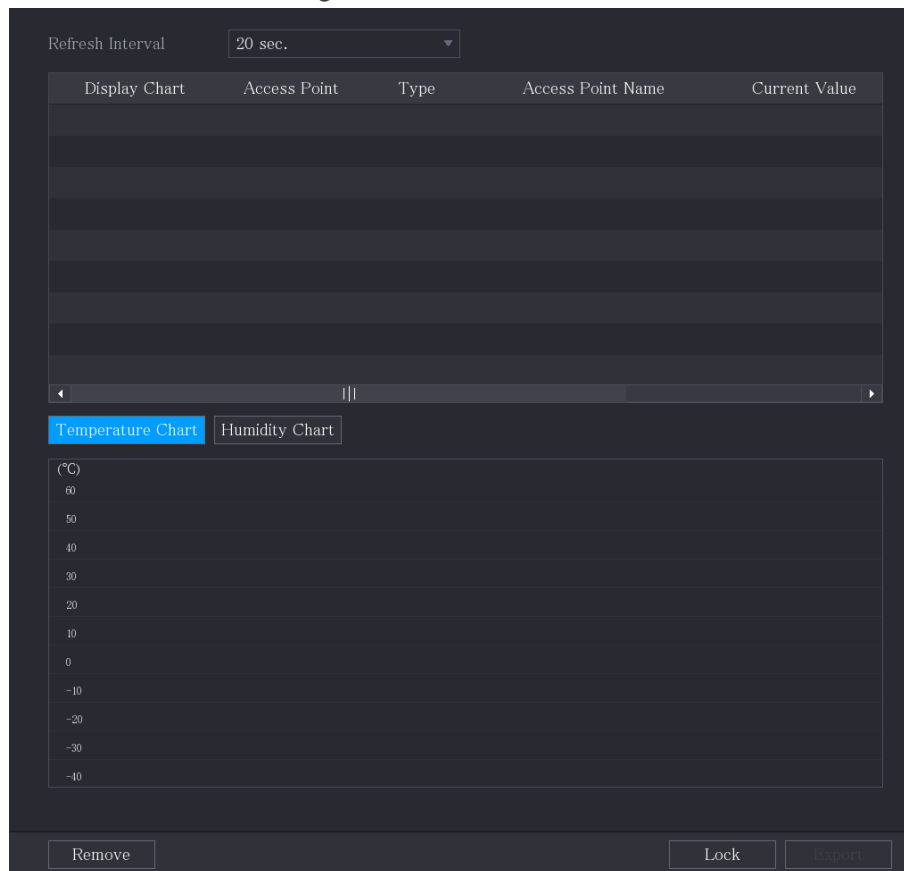 Refresh Interval 20 sec.
Display Chart Access Point Type Access Point Name Current Value
Temperature Chart Humidity Chart
(°C)
60
50
40
30
20
10
0
-10
-20
-30
-40
Remove Lock Export